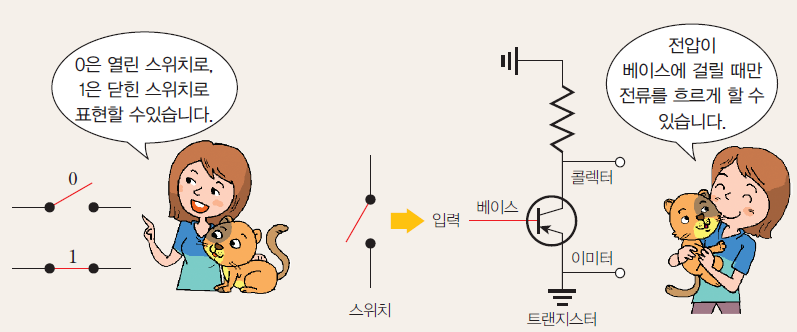 0은 열린 스위치로,
1은 닫힌 스위치로
표현할 수있습니다.
0
1
스위치
입력
베이스
콜렉터
이미터
트랜지스터
전압이
베이스에 걸릴 때만
전류를 흐르게 할 수
있습니다.